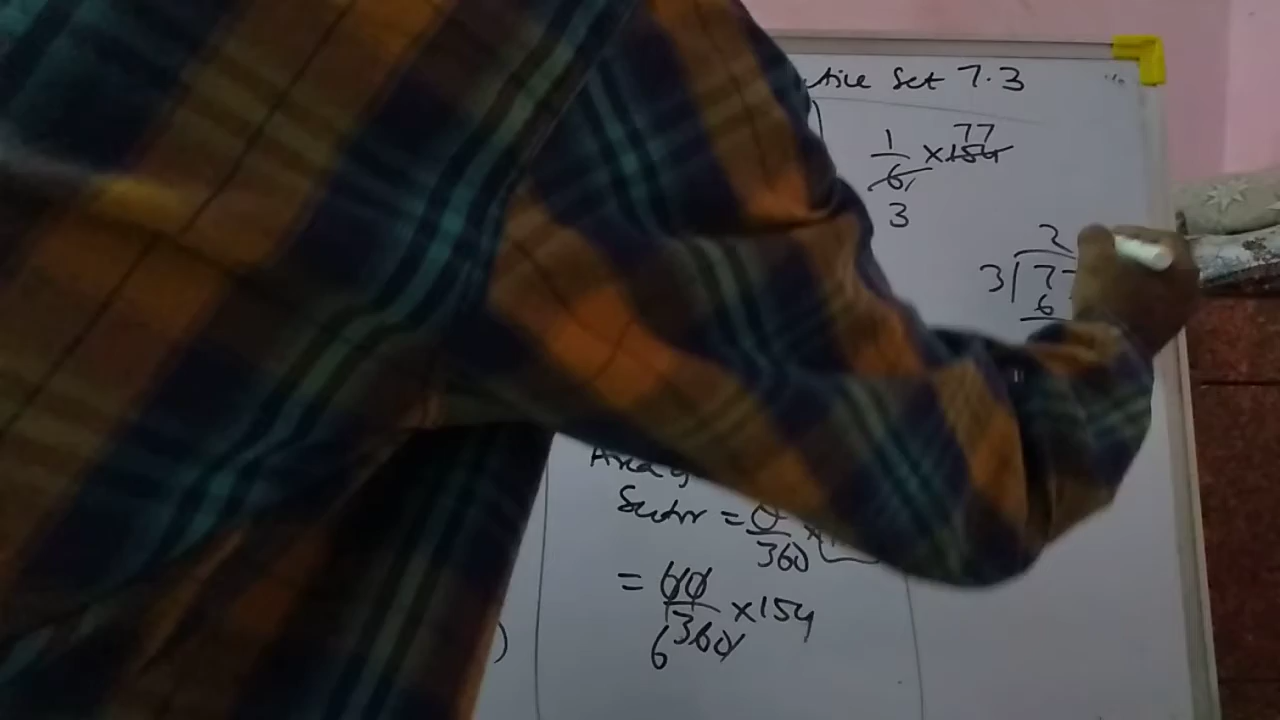 Set 7.3
1/6 × 154
77
3
2
3 ) 7
6
Area of
Sector = θ/360 ×
= 60/360 × 154
6
)